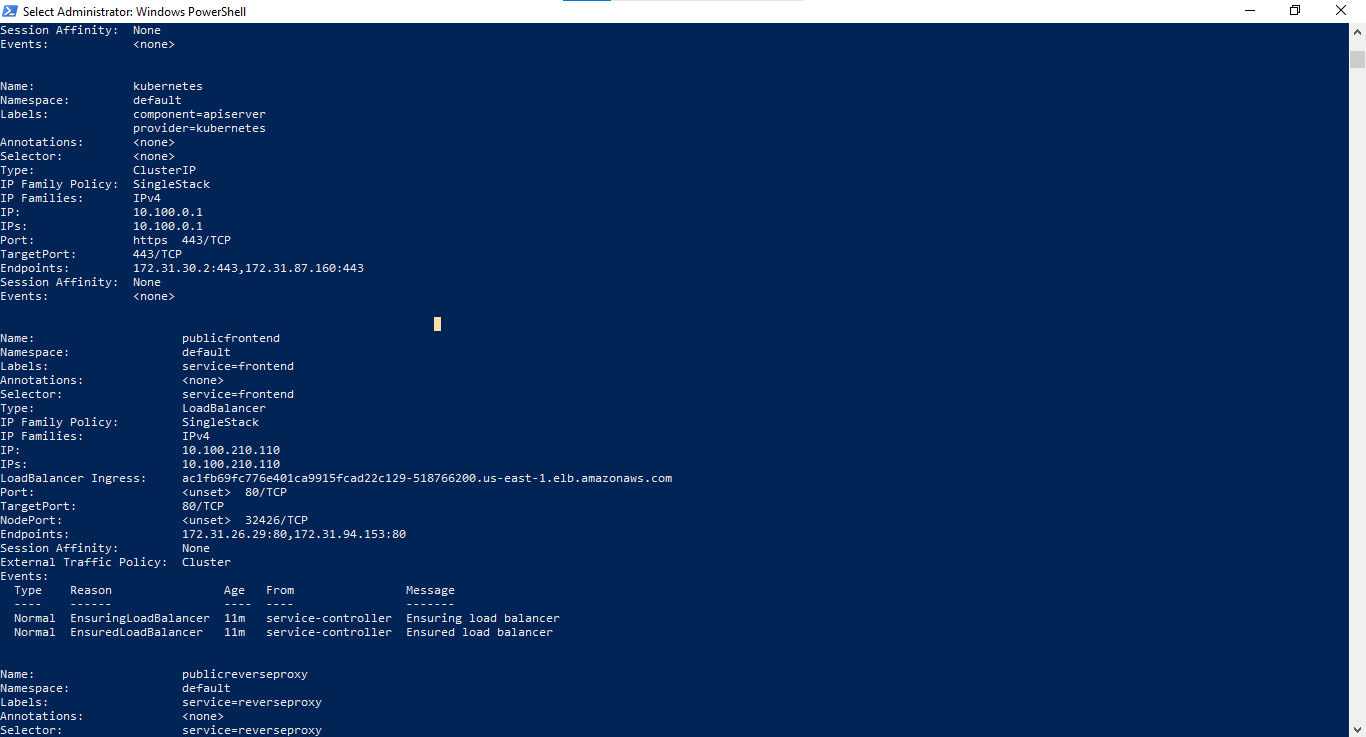 Select Administrator: Windows PowerShell
Session Affinity:  None
Events:            <none>
Name:              kubernetes
Namespace:         default
Labels:            component=apiserver
                   provider=kubernetes
Annotations:       <none>
Selector:          <none>
Type:              ClusterIP
IP Family Policy:  SingleStack
IP Families:       IPv4
IP:                10.100.0.1
IPs:               10.100.0.1
Port:              https  443/TCP
TargetPort:        443/TCP
Endpoints:         172.31.30.2:443,172.31.87.160:443
Session Affinity:  None
Events:            <none>
Name:                     publicfrontend
Namespace:                default
Labels:                   service=frontend
Annotations:              <none>
Selector:                 service=frontend
Type:                     LoadBalancer
IP Family Policy:         SingleStack
IP Families:              IPv4
IP:                       10.100.210.110
IPs:                      10.100.210.110
LoadBalancer Ingress:     ac1fb69fc776e401ca9915fcad22c129-518766200.us-east-1.elb.amazonaws.com
Port:                     <unset>  80/TCP
TargetPort:               80/TCP
NodePort:                 <unset>  32426/TCP
Endpoints:                172.31.26.29:80,172.31.94.153:80
Session Affinity:         None
External Traffic Policy:  Cluster
Events:
  Type    Reason                Age   From                Message
  ----    ------                ----  ----                -------
  Normal  EnsuringLoadBalancer  11m   service-controller  Ensuring load balancer
  Normal  EnsuredLoadBalancer   11m   service-controller  Ensured load balancer
Name:                     publicreverseproxy
Namespace:                default
Labels:                   service=reverseproxy
Annotations:              <none>
Selector:                 service=reverseproxy